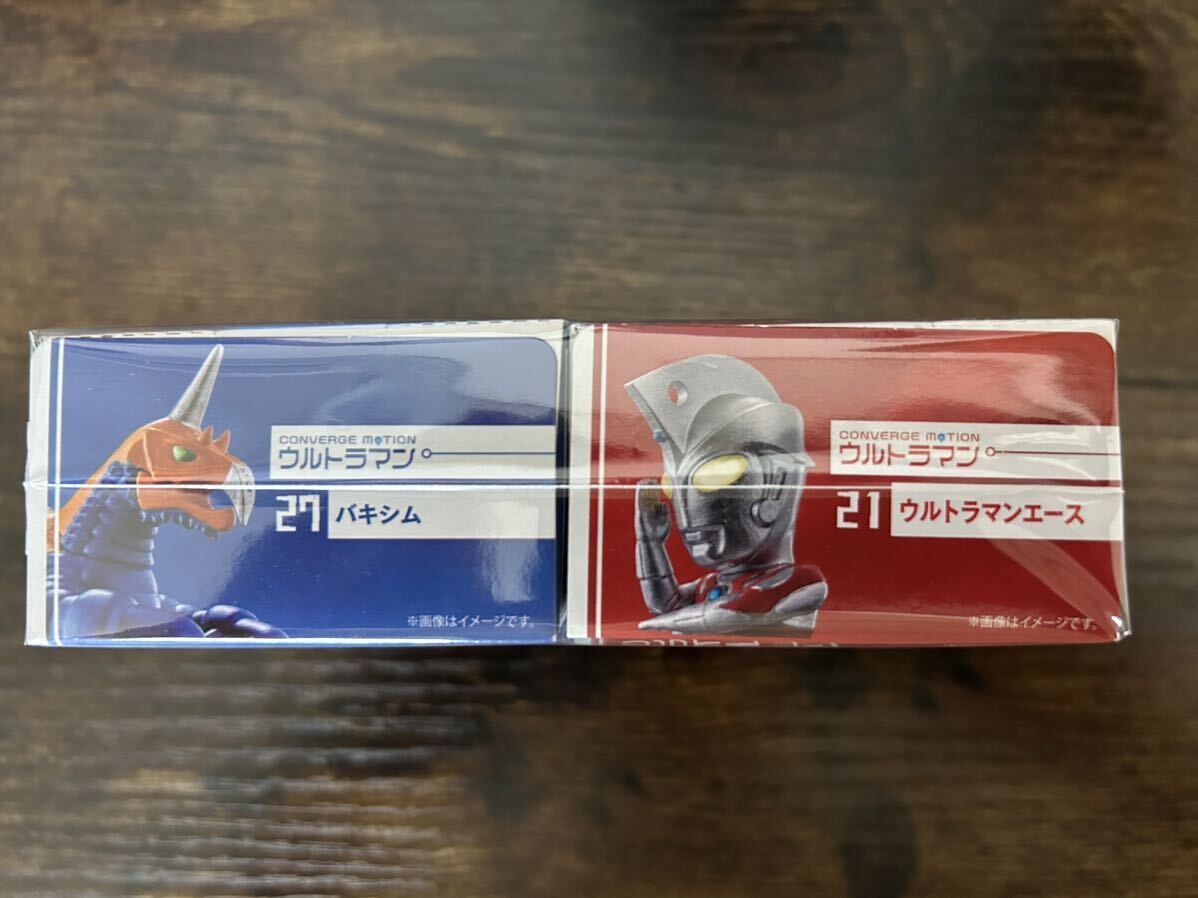 CONVERGE MOTION
ウルトラマン
27 バキシム
※画像はイメージです。
CONVERGE MOTION
ウルトラマン
21 ウルトラマンエース
※画像はイメージです。